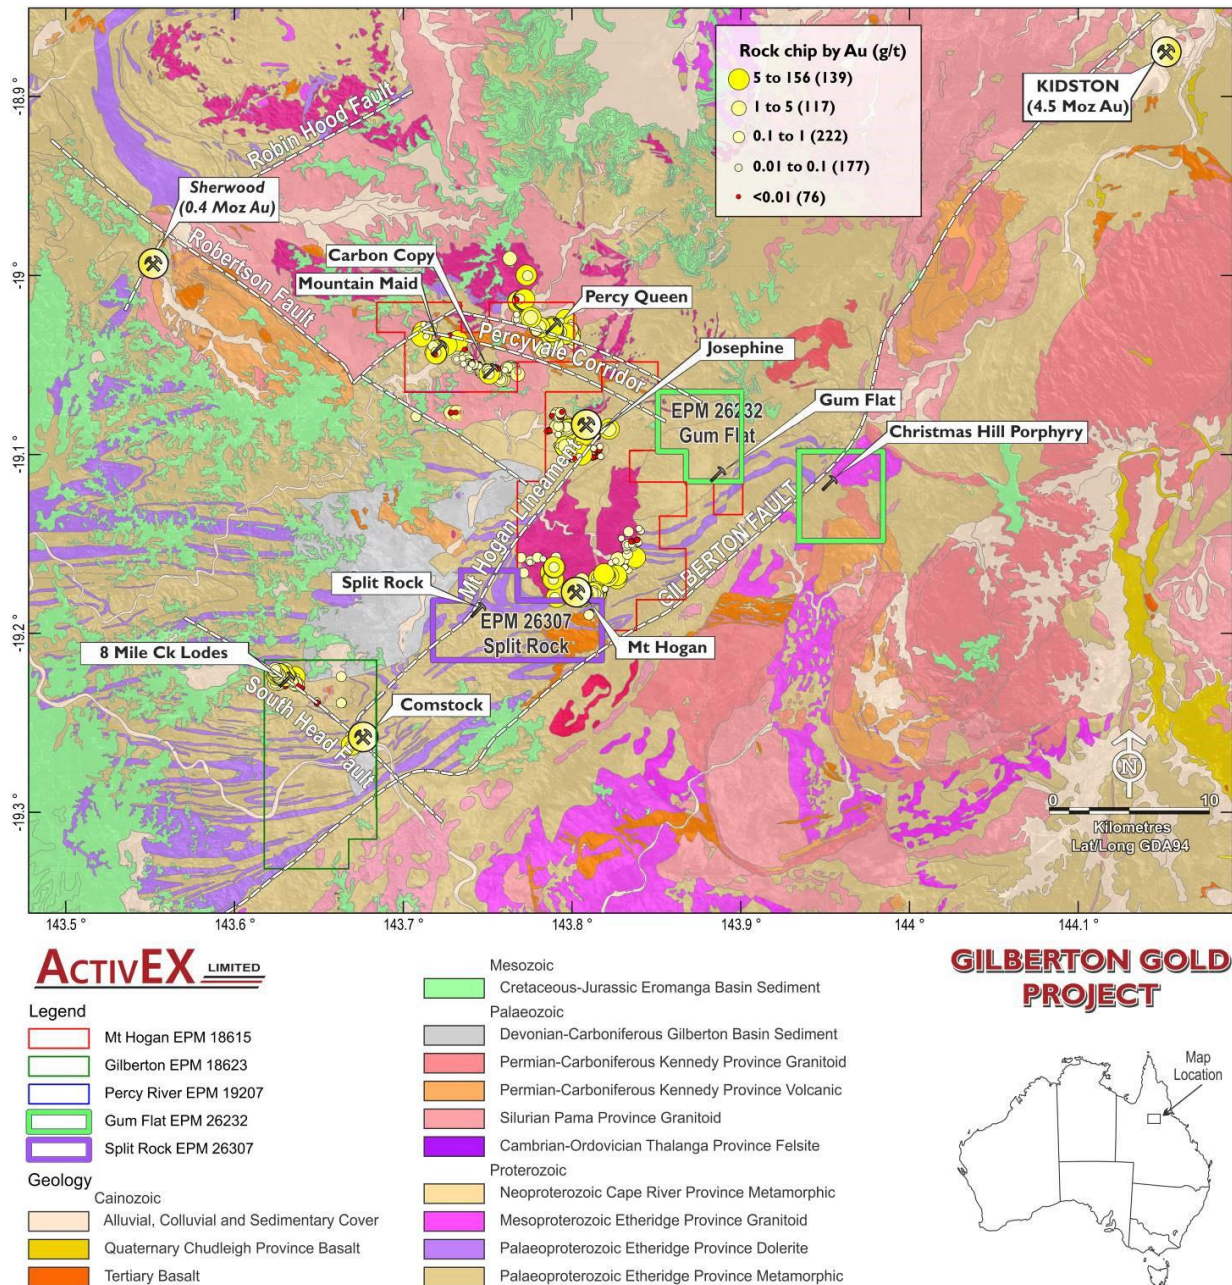 Rock chip by Au (g/t)
5 to 156 (139)
1 to 5 (117)
0.1 to 1 (222)
0.01 to 0.1 (177)
<0.01 (76)
KIDSTON
(4.5 Moz Au)
-18.9
Robin Hood Fault
Sherwood
(0.4 Moz Au)
Robertson Fault
Carbon Copy
Mountain Maid
-19
Percy Queen
Percyvale Corridor
Josephine
EPM 26232
Gum Flat
Gum Flat
Christmas Hill Porphyry
-19.1
Mt Hogan Lineament
GILBERTON FAULT
Split Rock
EPM 26307
Split Rock
Mt Hogan
-19.2
8 Mile Ck Lodes
South Head Fault
Comstock
-19.3
N
0 10
Kilometres
Lat/Long GDA94
143.5 ° 143.6 ° 143.7 ° 143.8 ° 143.9 ° 144 ° 144.1 °
ACTIVEX LIMITED
Legend
Mt Hogan EPM 18615
Gilberton EPM 18623
Percy River EPM 19207
Gum Flat EPM 26232
Split Rock EPM 26307
Geology
Cainozoic
Alluvial, Colluvial and Sedimentary Cover
Quaternary Chudleigh Province Basalt
Tertiary Basalt
Mesozoic
Cretaceous-Jurassic Eromanga Basin Sediment
Palaeozoic
Devonian-Carboniferous Gilberton Basin Sediment
Permian-Carboniferous Kennedy Province Granitoid
Permian-Carboniferous Kennedy Province Volcanic
Silurian Pama Province Granitoid
Cambrian-Ordovician Thalanga Province Felsite
Proterozoic
Neoproterozoic Cape River Province Metamorphic
Mesoproterozoic Etheridge Province Granitoid
Palaeoproterozoic Etheridge Province Dolerite
Palaeoproterozoic Etheridge Province Metamorphic
GILBERTON GOLD
PROJECT
Map
Location